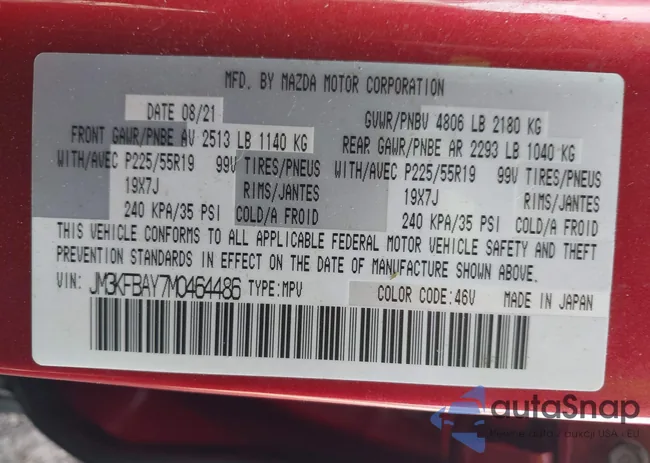 MFD. BY MAZDA MOTOR CORPORATION
DATE 08/21 GVWR/PNBV 4806 LB 2180 KG
FRONT GAWR/PNBE AV 2513 LB 1140 KG REAR GAWR/PNBE AR 2293 LB 1040 KG
WITH/AVEC P225/55R19 99V TIRES/PNEUS WITH/AVEC P225/55R19 99V TIRES/PNEUS
19X7J RIMS/JANTES 19X7J RIMS/JANTES
240 KPA/35 PSI COLD/A FROID 240 KPA/35 PSI COLD/A FROID
THIS VEHICLE CONFORMS TO ALL APPLICABLE FEDERAL MOTOR VEHICLE SAFETY AND THEFT
PREVENTION STANDARDS IN EFFECT ON THE DATE OF MANUFACTURE SHOWN ABOVE.
VIN: JM3KFBAY7M0464486 TYPE:MPV COLOR CODE:46V MADE IN JAPAN
autoSnap
Import aut z aukcji USA - EU